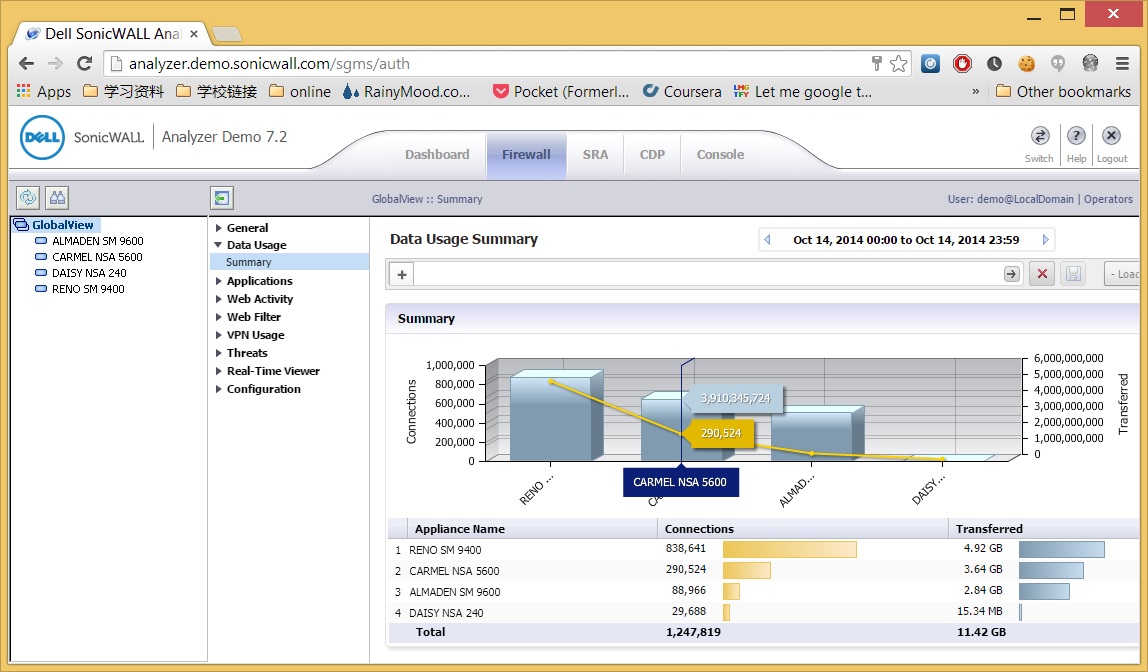 Dell SonicWALL Anal
analyzer.demo.sonicwall.com/sgms/auth
Apps 学习资料 学校链接 online RainyMood.co... Pocket (Formerl... Coursera LMG TFY Let me google t... » Other bookmarks
DELL SonicWALL Analyzer Demo 7.2
Dashboard Firewall SRA CDP Console
Switch Help Logout
GlobalView :: Summary User: demo@LocalDomain | Operators
GlobalView
ALMADEN SM 9600
CARMEL NSA 5600
DAISY NSA 240
RENO SM 9400
General
Data Usage
Summary
Applications
Web Activity
Web Filter
VPN Usage
Threats
Real-Time Viewer
Configuration
Data Usage Summary Oct 14, 2014 00:00 to Oct 14, 2014 23:59
+ - Load
Summary
Connections
1,000,000
800,000
600,000
400,000
200,000
0
3,910,345,724
290,524
CARMEL NSA 5600
6,000,000,000
5,000,000,000
4,000,000,000
3,000,000,000
2,000,000,000
1,000,000,000
0
Transferred
RENO ...
CA
ALMAD...
DAISY...
Appliance Name Connections Transferred
1 RENO SM 9400 838,641 4.92 GB
2 CARMEL NSA 5600 290,524 3.64 GB
3 ALMADEN SM 9600 88,966 2.84 GB
4 DAISY NSA 240 29,688 15.34 MB
Total 1,247,819 11.42 GB